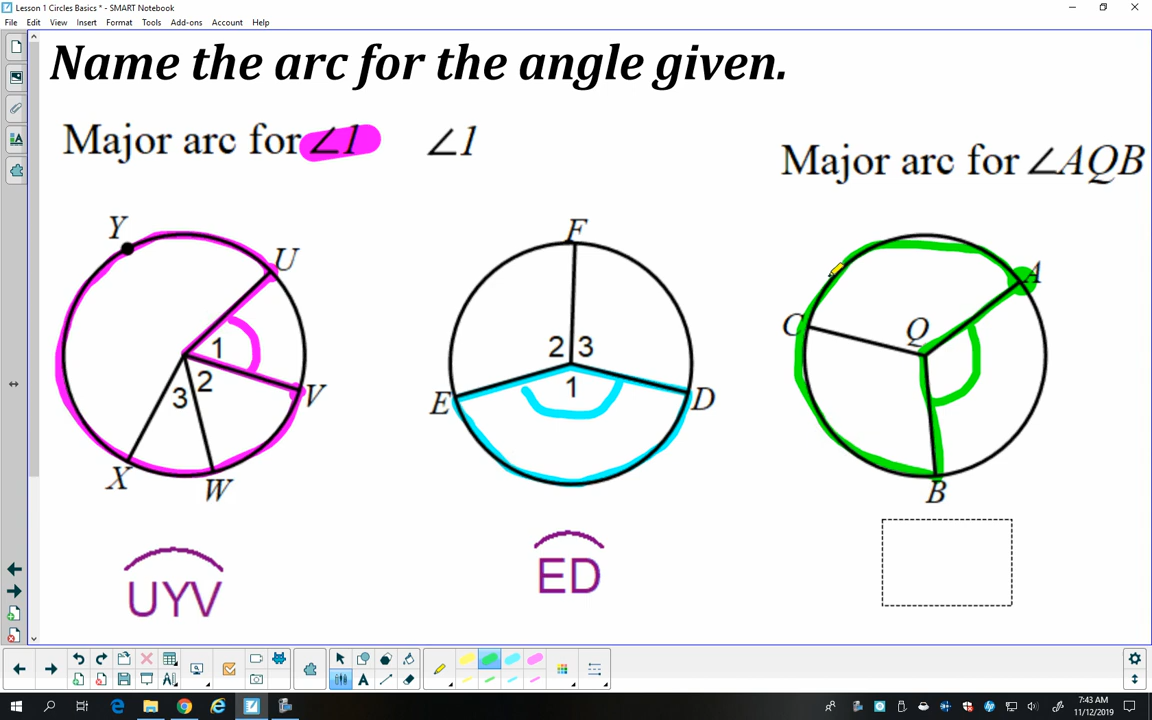 Lesson 1 Circles Basics * - SMART Notebook
File Edit View Insert Format Tools Add-ons Account Help
Name the arc for the angle given.
Major arc for ∠1
∠1
Major arc for ∠AQB
Y
U
1
2
3
V
X
W
F
2 3
1
E
D
A
C
Q
B
UYV
ED
7:43 AM
11/12/2019